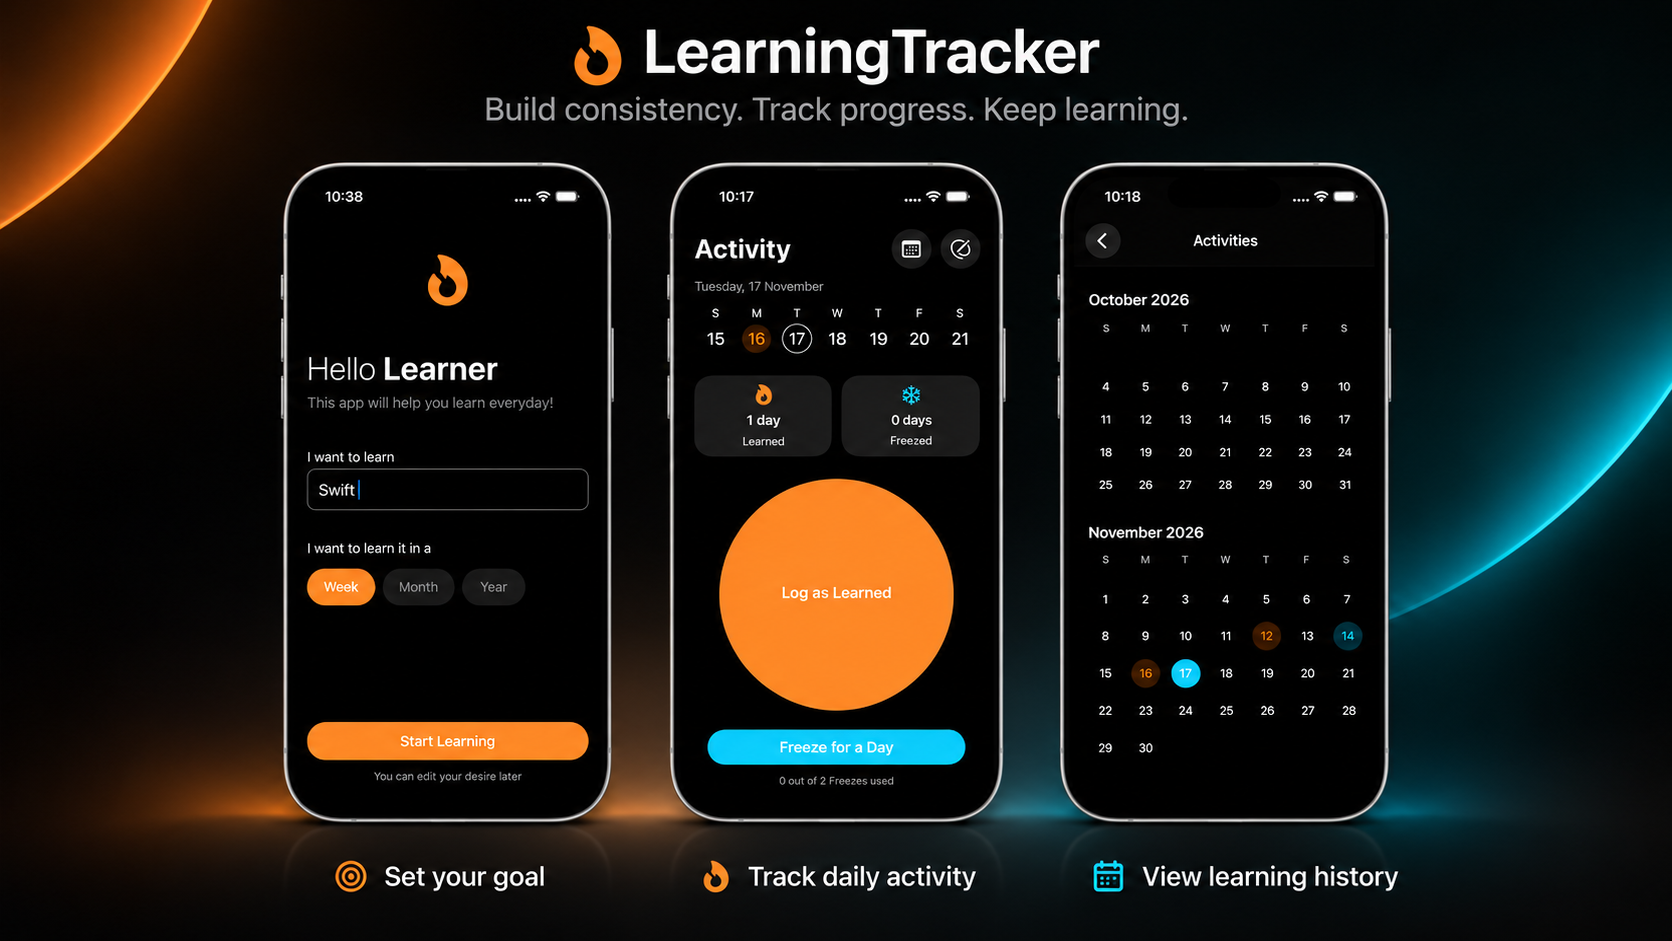 LearningTracker
Build consistency. Track progress. Keep learning.
10:38
Hello Learner
This app will help you learn everyday!
I want to learn
Swift
I want to learn it in a
Week Month Year
Start Learning
You can edit your desire later
Set your goal
10:17
Activity
Tuesday, 17 November
S M T W T F S
15 16 17 18 19 20 21
1 day
Learned
0 days
Freezed
Log as Learned
Freeze for a Day
0 out of 2 Freezes used
Track daily activity
10:18
Activities
October 2026
S M T W T F S
4 5 6 7 8 9 10
11 12 13 14 15 16 17
18 19 20 21 22 23 24
25 26 27 28 29 30 31
November 2026
S M T W T F S
1 2 3 4 5 6 7
8 9 10 11 12 13 14
15 16 17 18 19 20 21
22 23 24 25 26 27 28
29 30
View learning history